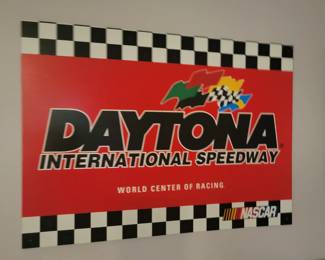 DAYTONA
INTERNATIONAL SPEEDWAY
WORLD CENTER OF RACING
NASCAR